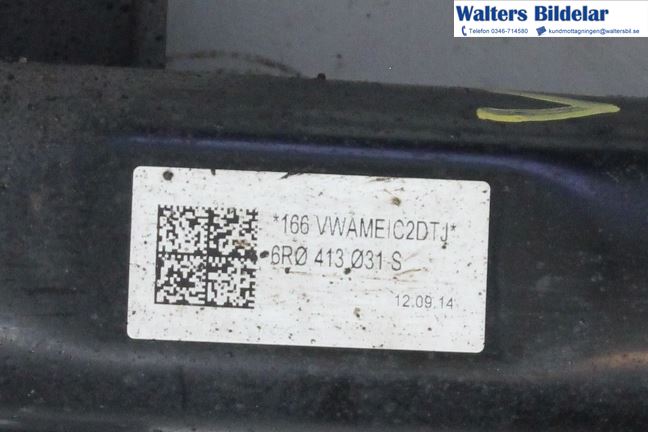 Walters Bildelar
Telefon 0346-714580 kundmottagningen@waltersbil.se
*166 VWAMEIC2DTJ*
6RØ 413 Ø31 S
12.09.14